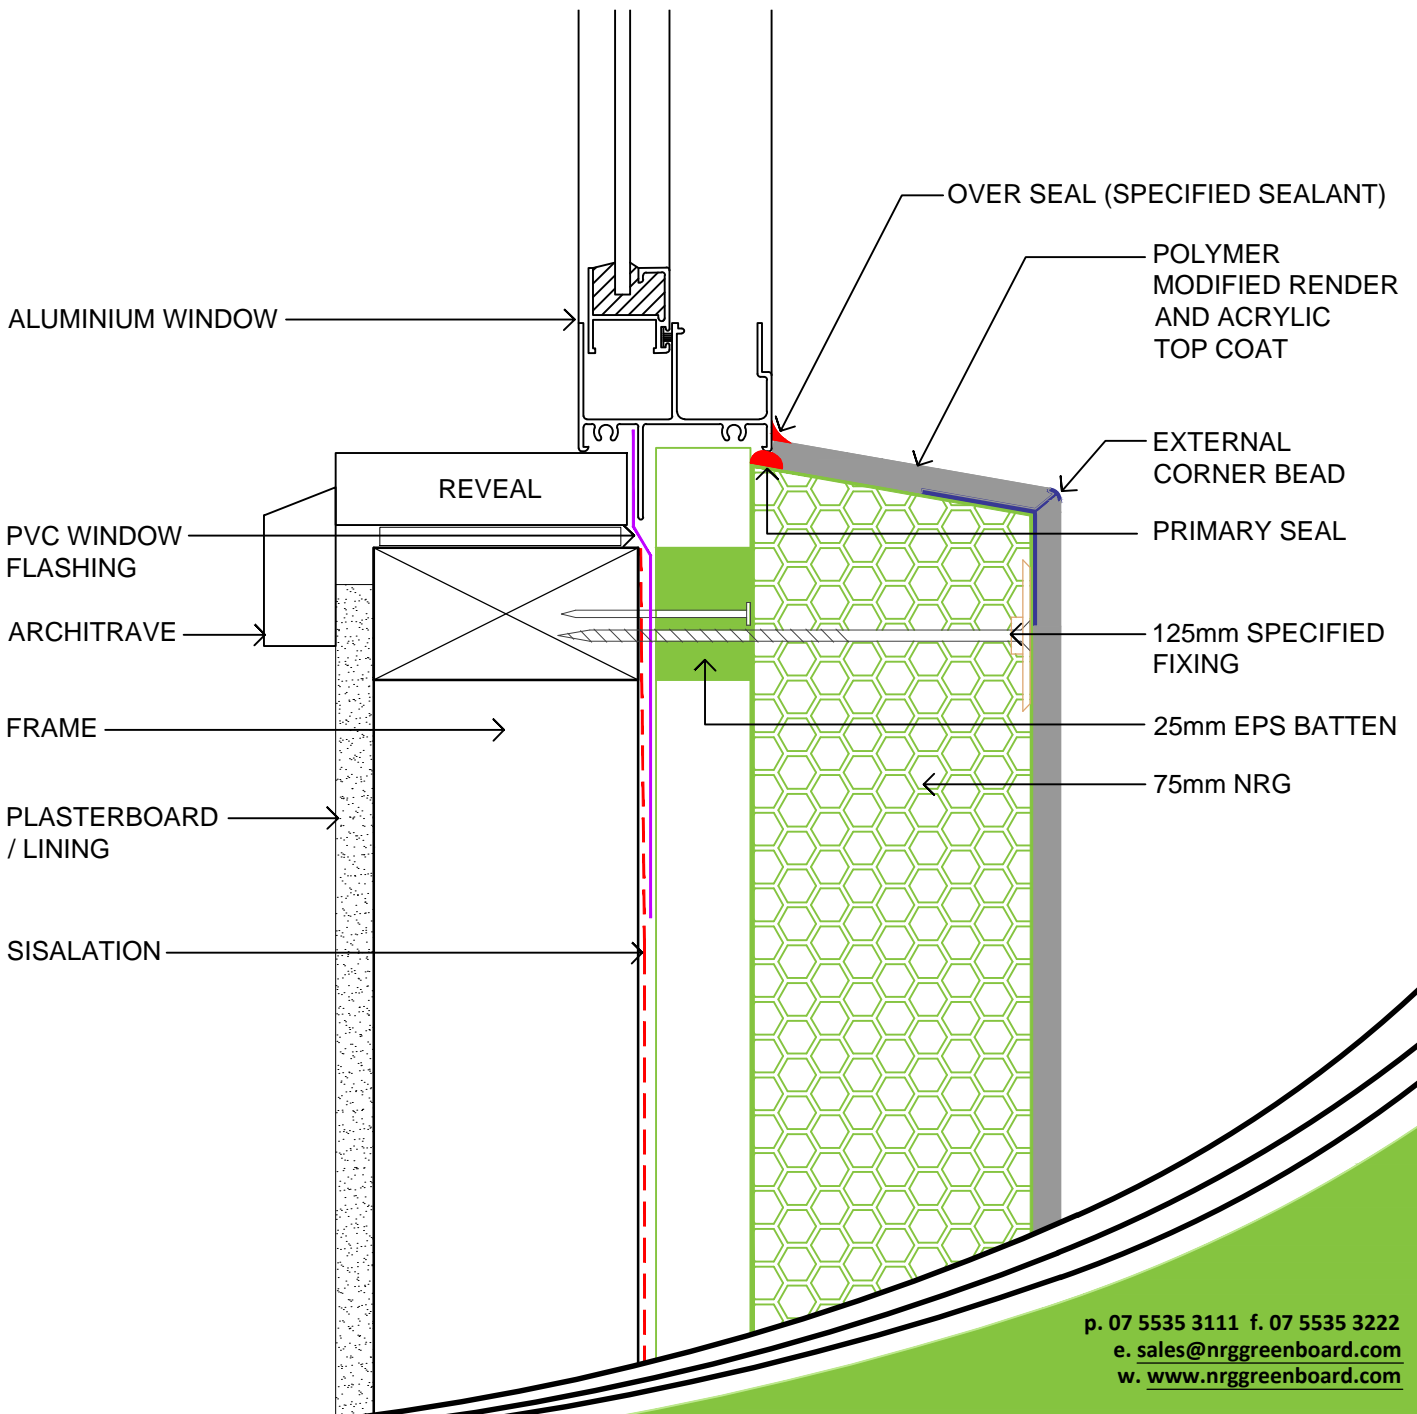 OVER SEAL (SPECIFIED SEALANT)
POLYMER
MODIFIED RENDER
AND ACRYLIC
TOP COAT
ALUMINIUM WINDOW
EXTERNAL
CORNER BEAD
REVEAL
PVC WINDOW
FLASHING
PRIMARY SEAL
ARCHITRAVE
125mm SPECIFIED
FIXING
FRAME
25mm EPS BATTEN
75mm NRG
PLASTERBOARD
/ LINING
SISALATION
p. 07 5535 3111 f. 07 5535 3222
e. sales@nrggreenboard.com
w. www.nrggreenboard.com